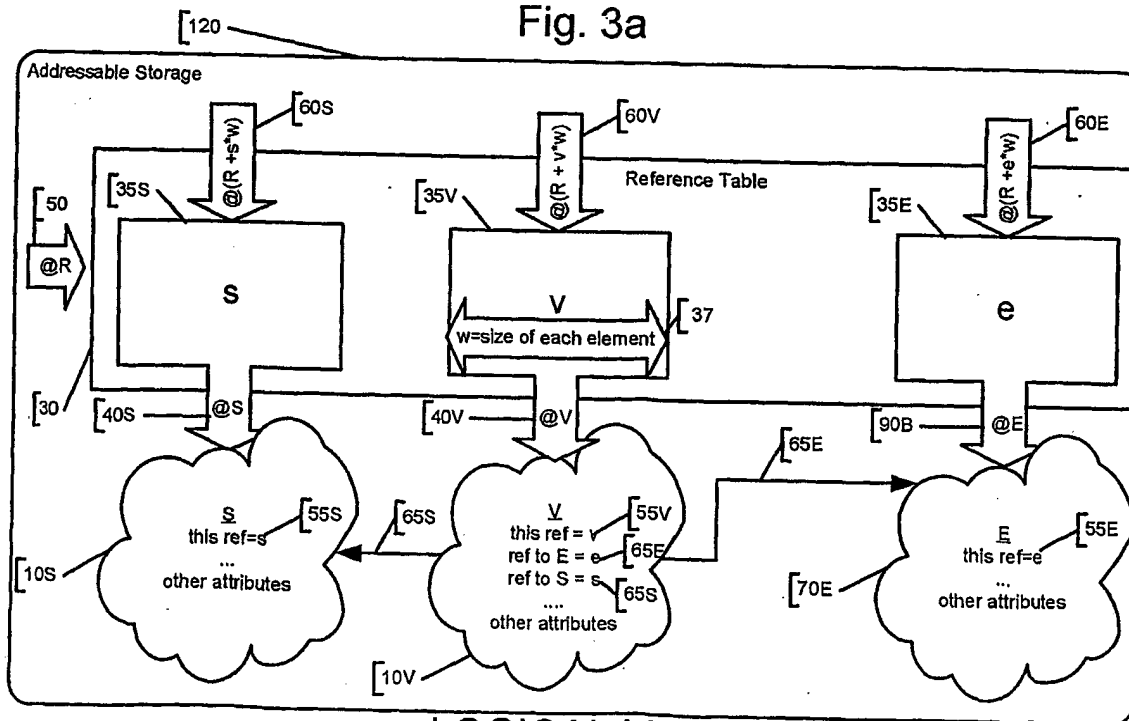 Fig. 3a
[120
Addressable Storage
[60S
[60V
[60E
@(R +s*w)
@(R + v*w)
@(R +e*w)
Reference Table
[35S
[35V
[35E
[50
@R
s
v
e
[37
w=size of each element
[30
[40S
@S
[40V
@V
[90B
@E
[65E
S
this ref=s
...
other attributes
[55S
[65S
V
this ref = v
ref to E = e
ref to S = s
....
other attributes
[55V
[65E
[65S
E
this ref=e
...
other attributes
[55E
[10S
[10V
[70E